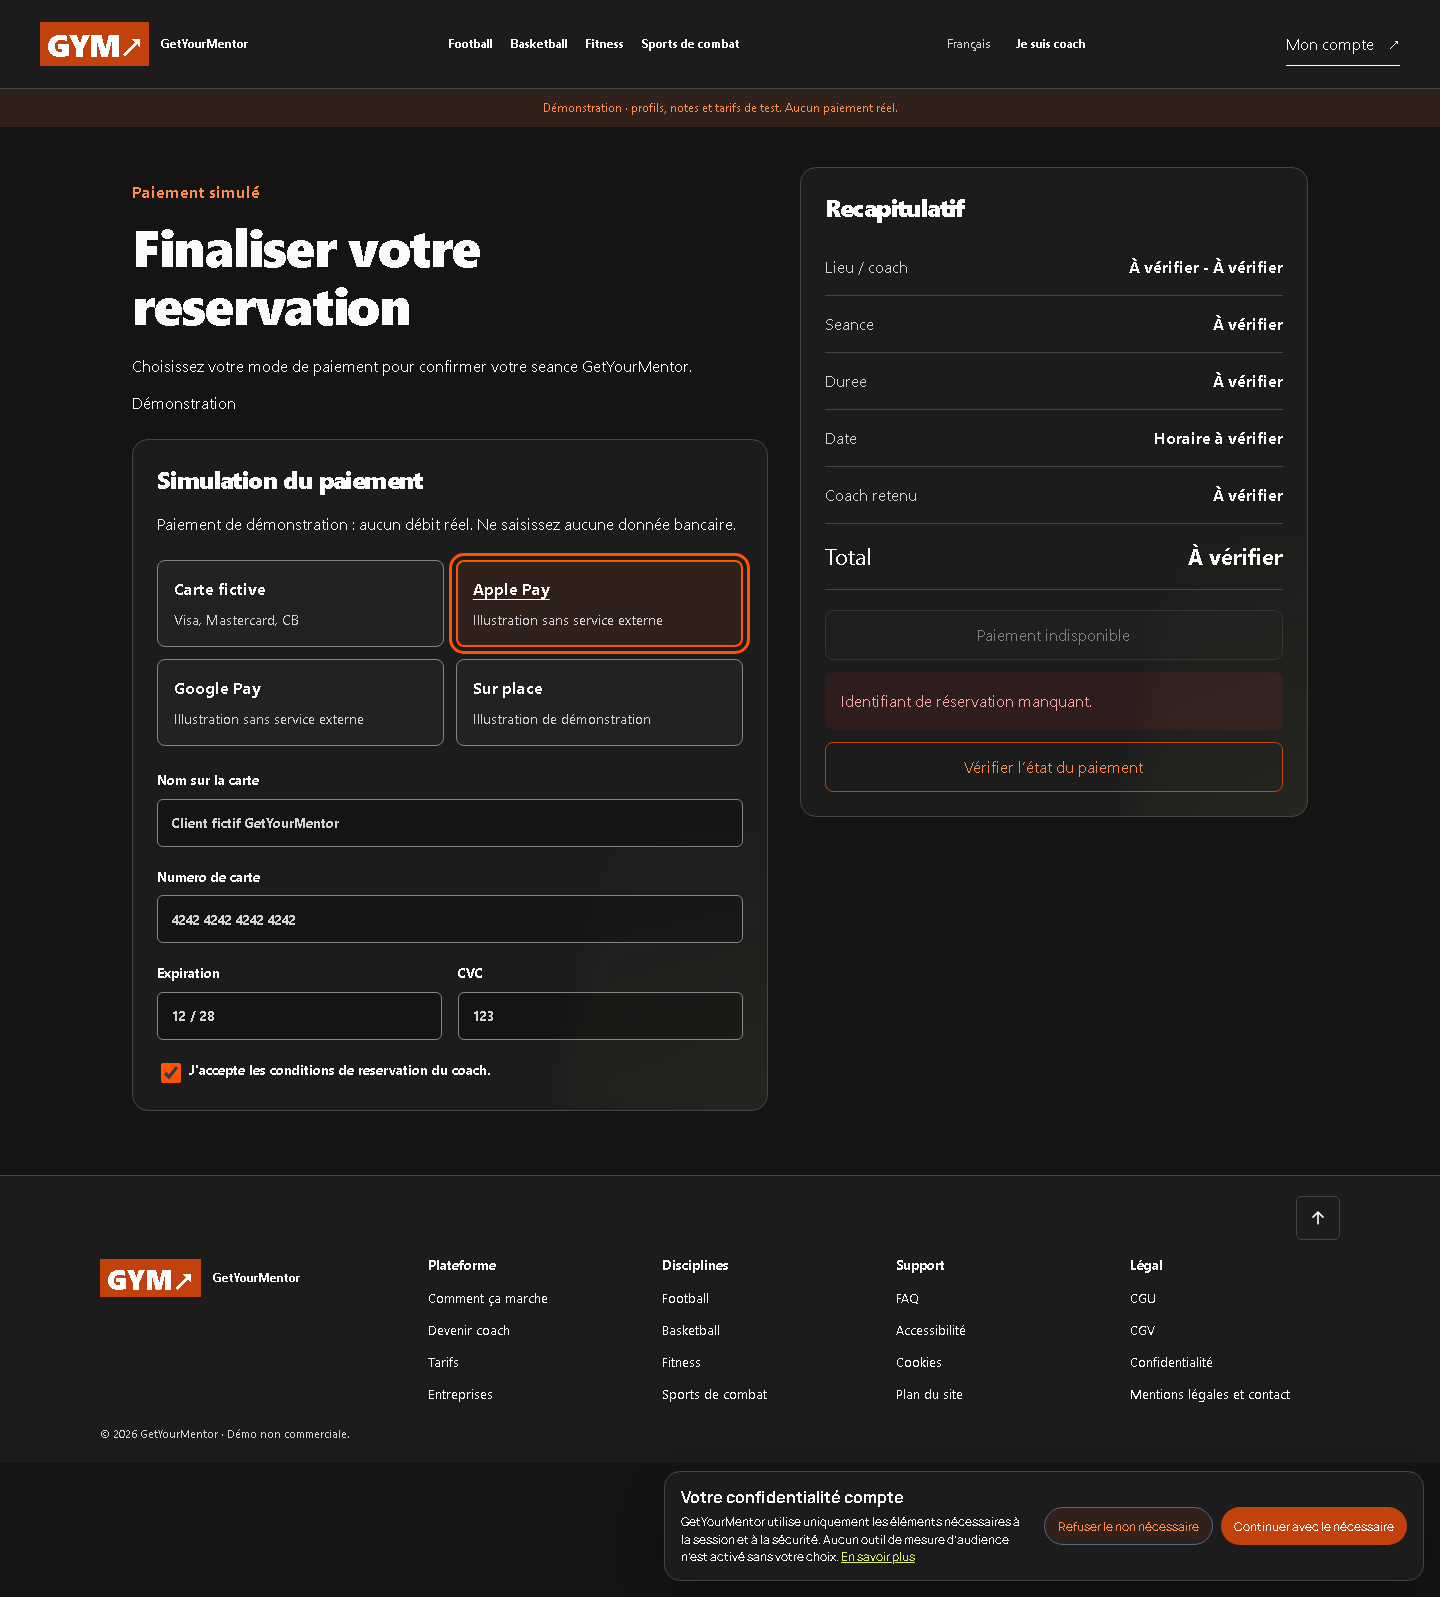 GYM↗ GetYourMentor
Football Basketball Fitness Sports de combat
Français Je suis coach
Mon compte ↗
Démonstration · profils, notes et tarifs de test. Aucun paiement réel.
Paiement simulé
Finaliser votre
reservation
Choisissez votre mode de paiement pour confirmer votre seance GetYourMentor.
Démonstration
Simulation du paiement
Paiement de démonstration : aucun débit réel. Ne saisissez aucune donnée bancaire.
Carte fictive
Visa, Mastercard, CB
Apple Pay
Illustration sans service externe
Google Pay
Illustration sans service externe
Sur place
Illustration de démonstration
Nom sur la carte
Client fictif GetYourMentor
Numero de carte
4242 4242 4242 4242
Expiration
12 / 28
CVC
123
J'accepte les conditions de reservation du coach.
Recapitulatif
Lieu / coach À vérifier - À vérifier
Seance À vérifier
Duree À vérifier
Date Horaire à vérifier
Coach retenu À vérifier
Total À vérifier
Paiement indisponible
Identifiant de réservation manquant.
Vérifier l'état du paiement
GYM↗ GetYourMentor
Plateforme
Comment ça marche
Devenir coach
Tarifs
Entreprises
Disciplines
Football
Basketball
Fitness
Sports de combat
Support
FAQ
Accessibilité
Cookies
Plan du site
Légal
CGU
CGV
Confidentialité
Mentions légales et contact
© 2026 GetYourMentor · Démo non commerciale.
Votre confidentialité compte
GetYourMentor utilise uniquement les éléments nécessaires à
la session et à la sécurité. Aucun outil de mesure d'audience
n'est activé sans votre choix. En savoir plus
Refuser le non nécessaire
Continuer avec le nécessaire